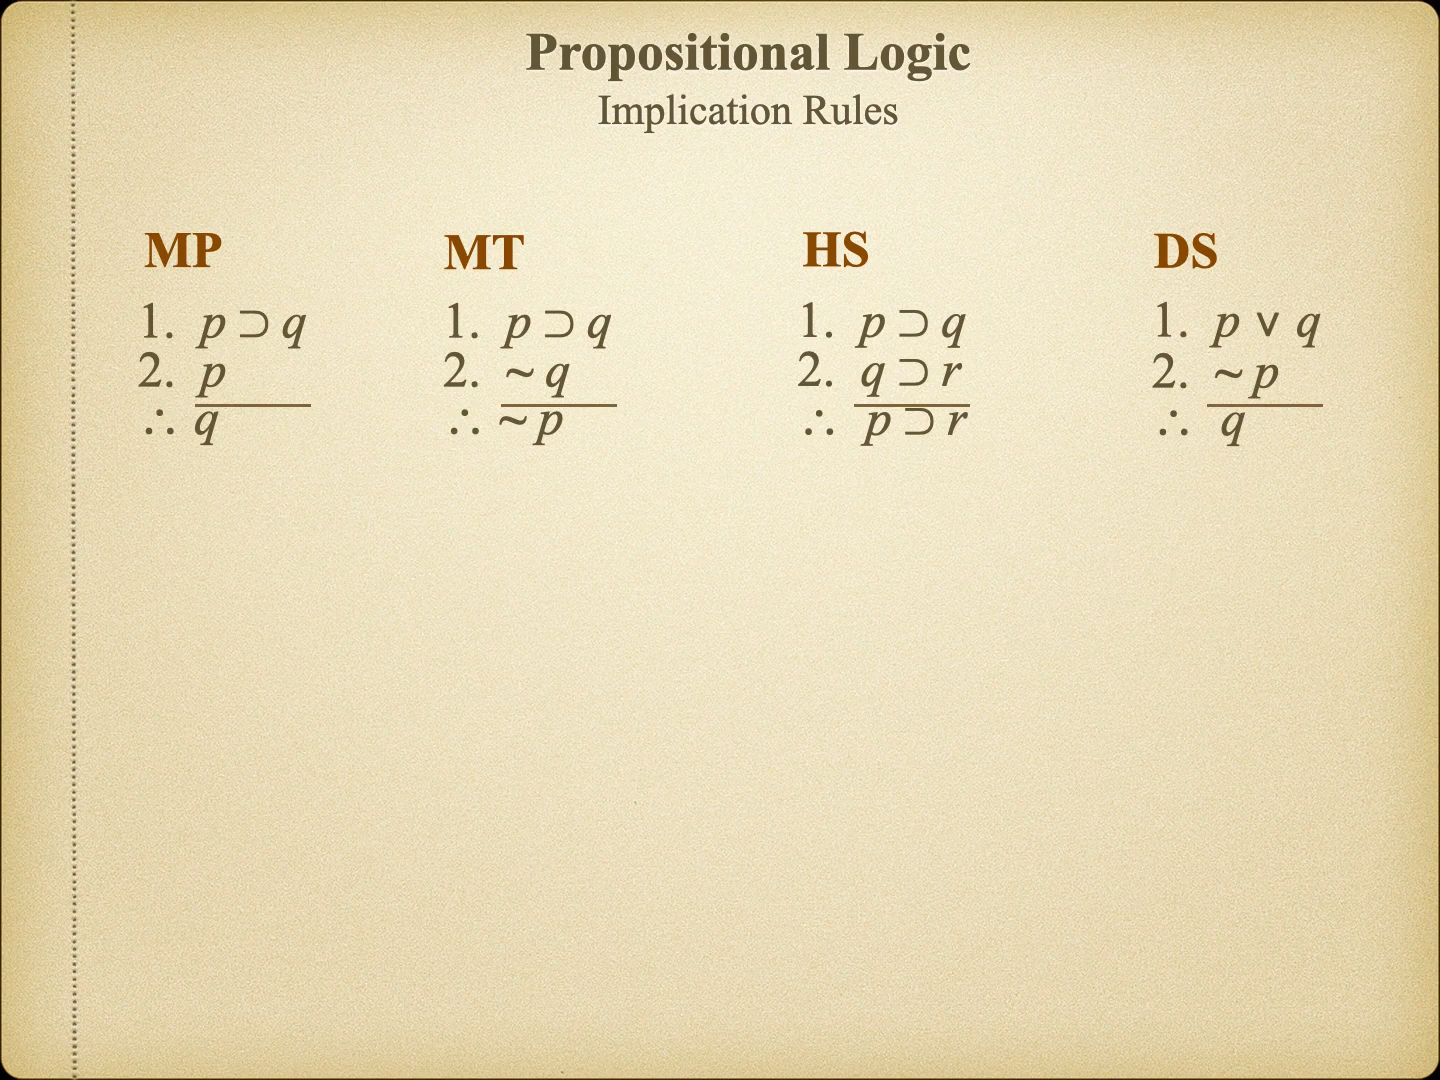 Propositional Logic
Implication Rules
MP
1. p ⊃ q
2. p
∴ q
MT
1. p ⊃ q
2. ~ q
∴ ~ p
HS
1. p ⊃ q
2. q ⊃ r
∴ p ⊃ r
DS
1. p ∨ q
2. ~ p
∴ q